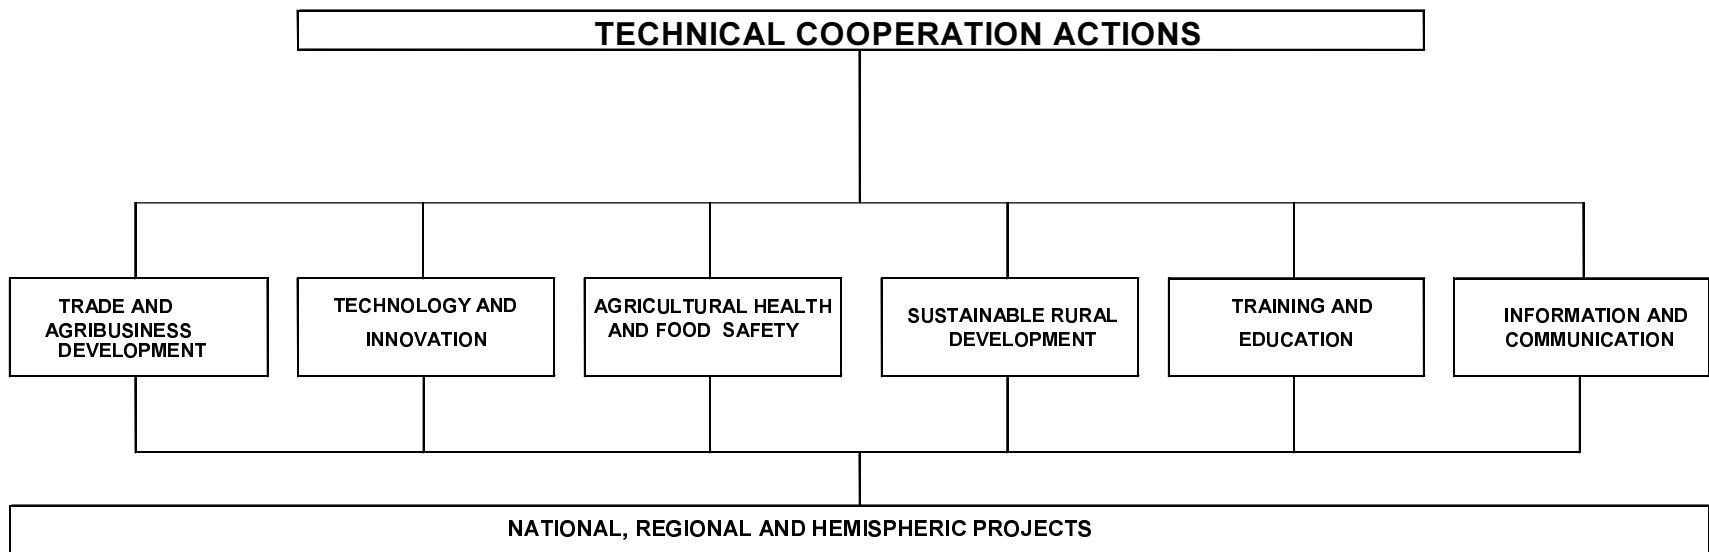 TECHNICAL COOPERATION ACTIONS
TRADE AND
AGRIBUSINESS
DEVELOPMENT
TECHNOLOGY AND
INNOVATION
AGRICULTURAL HEALTH
AND FOOD SAFETY
SUSTAINABLE RURAL
DEVELOPMENT
TRAINING AND
EDUCATION
INFORMATION AND
COMMUNICATION
NATIONAL, REGIONAL AND HEMISPHERIC PROJECTS